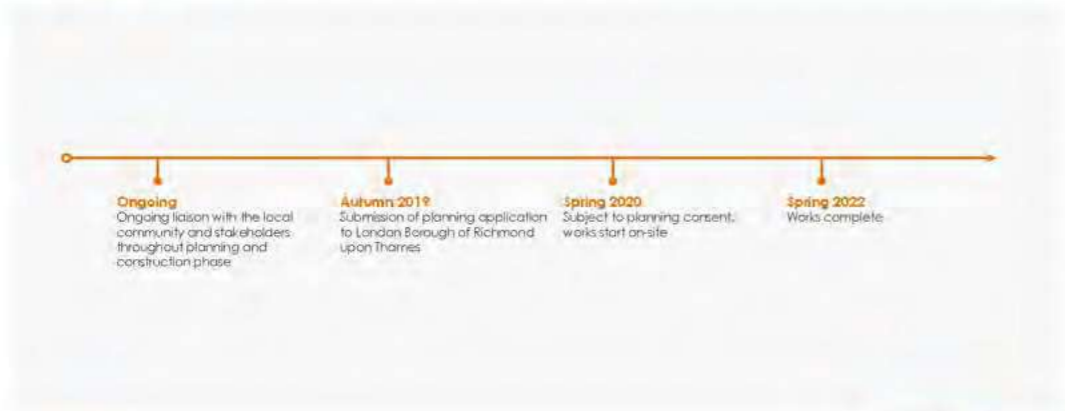 Ongoing
Ongoing liaison with the local
community and stakeholders
throughout planning and
construction phase
Autumn 2019
Submission of planning application
to London Borough of Richmond
upon Thames
Spring 2020
Subject to planning consent,
works start on-site
Spring 2022
Works complete